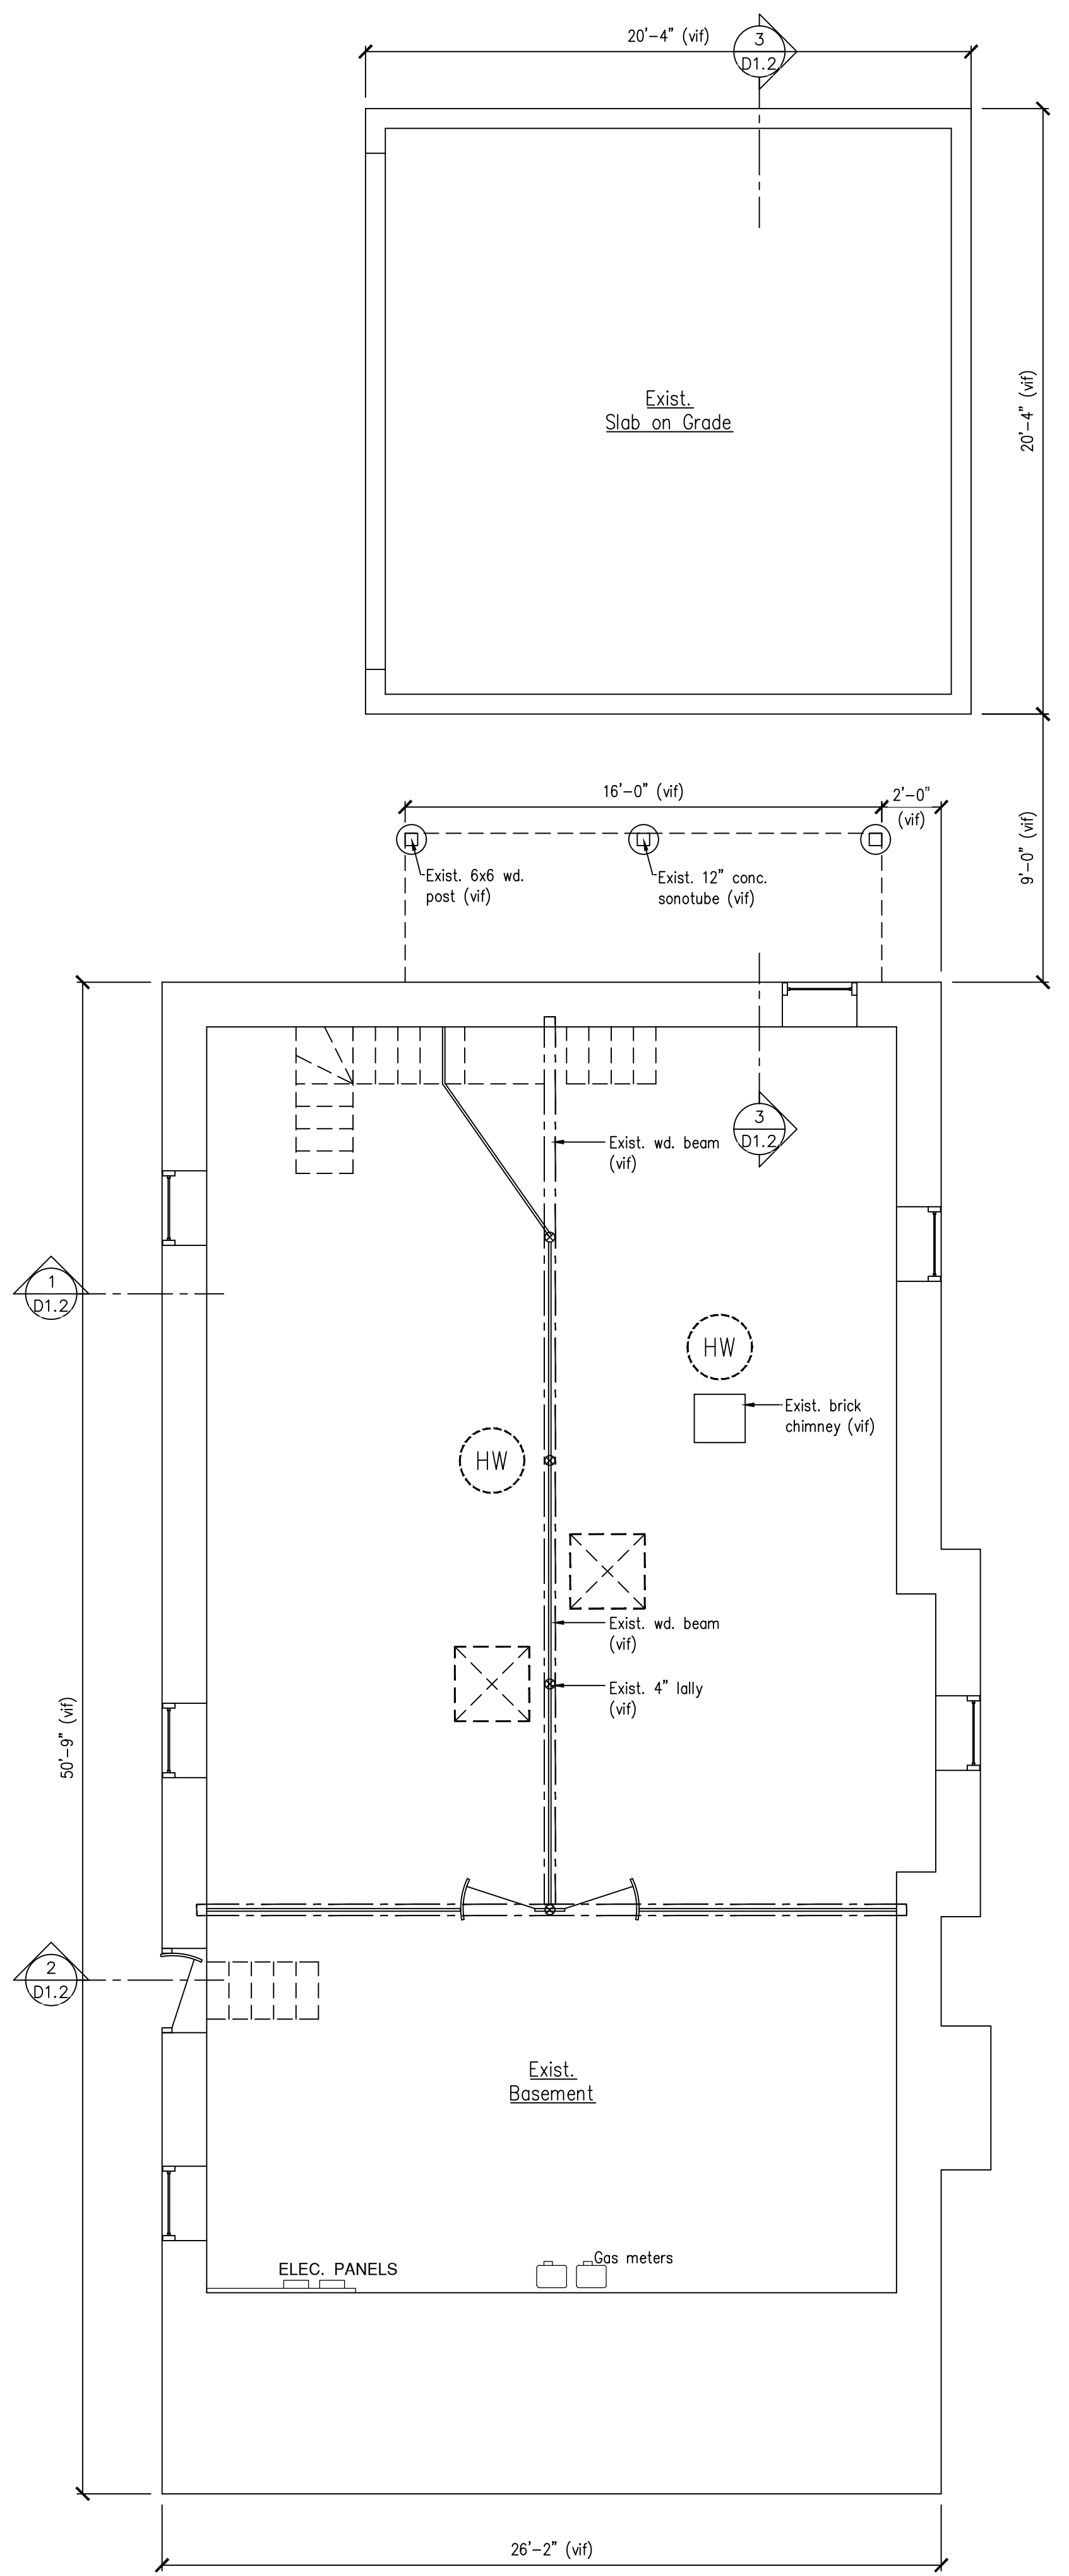 20'-4" (vif)
3
D1.2
20'-4" (vif)
Exist.
Slab on Grade
16'-0" (vif)
2'-0"
(vif)
9'-0" (vif)
Exist. 6x6 wd.
post (vif)
Exist. 12" conc.
sonotube (vif)
3
D1.2
Exist. wd. beam
(vif)
1
D1.2
HW
Exist. brick
chimney (vif)
HW
Exist. wd. beam
(vif)
Exist. 4" lally
(vif)
50'-9" (vif)
2
D1.2
Exist.
Basement
ELEC. PANELS
Gas meters
26'-2" (vif)